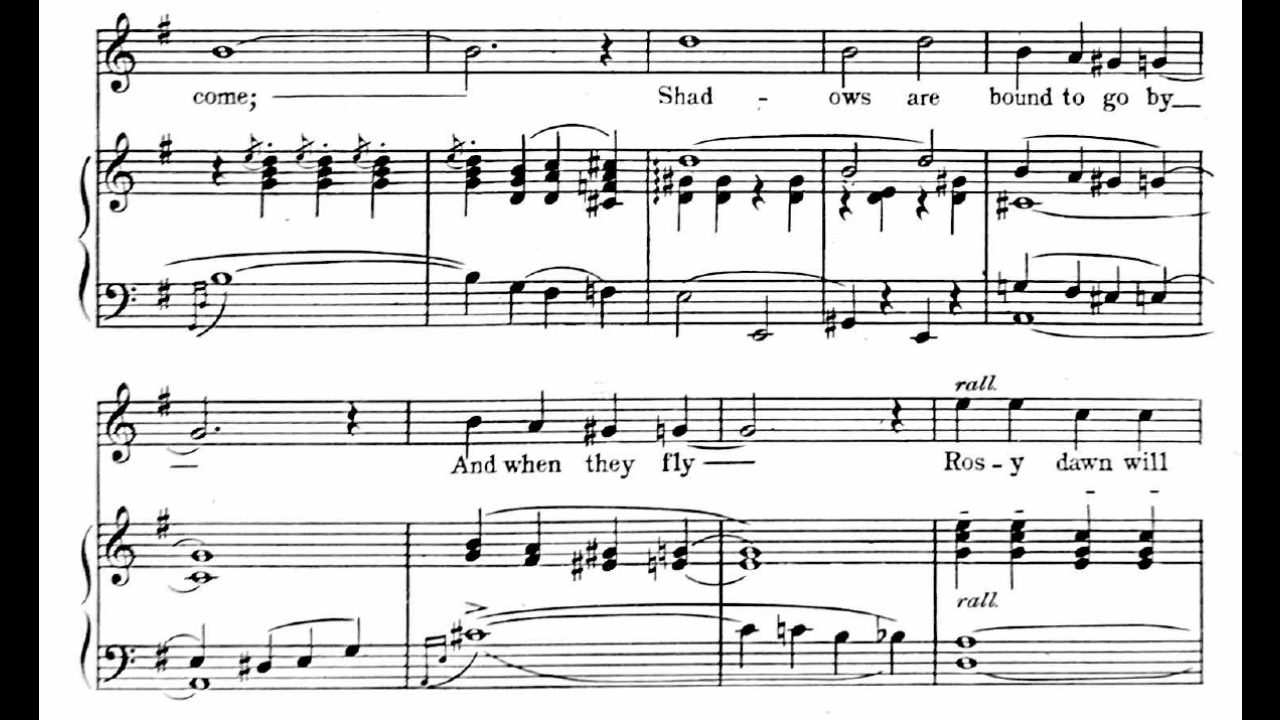 come; Shad - ows are bound to go by
rall.
And when they fly Ros - y dawn will
rall.